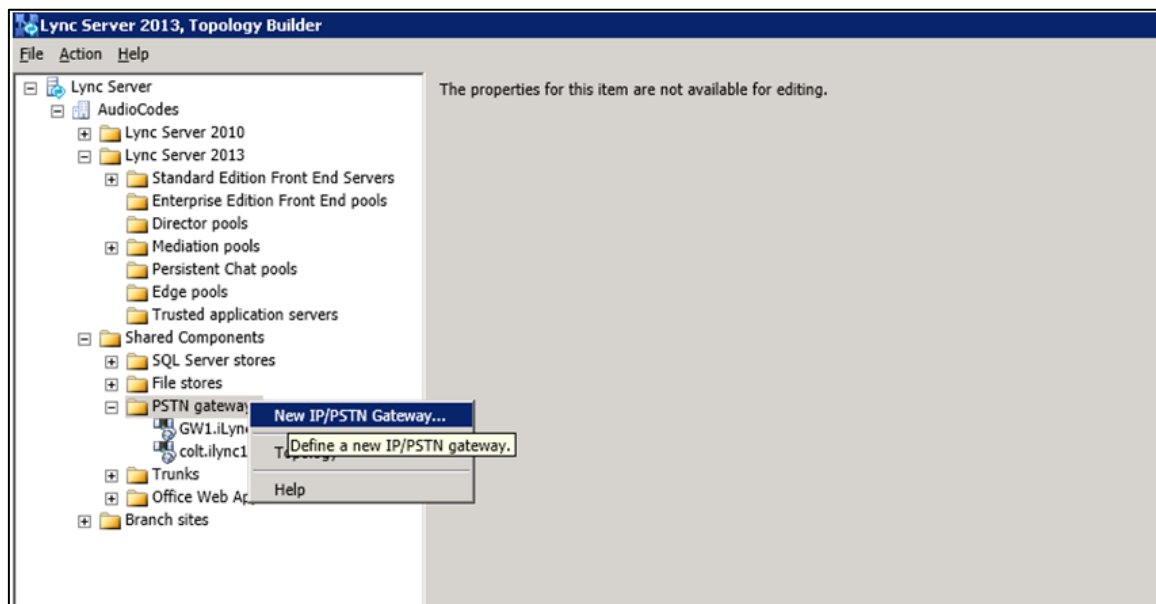 Lync Server 2013, Topology Builder
File Action Help
Lync Server
The properties for this item are not available for editing.
AudioCodes
Lync Server 2010
Lync Server 2013
Standard Edition Front End Servers
Enterprise Edition Front End pools
Director pools
Mediation pools
Persistent Chat pools
Edge pools
Trusted application servers
Shared Components
SQL Server stores
File stores
PSTN gateway
New IP/PSTN Gateway...
GW1.iLyn
Define a new IP/PSTN gateway.
colt.ilync1
Topology
Trunks
Office Web Ap
Help
Branch sites